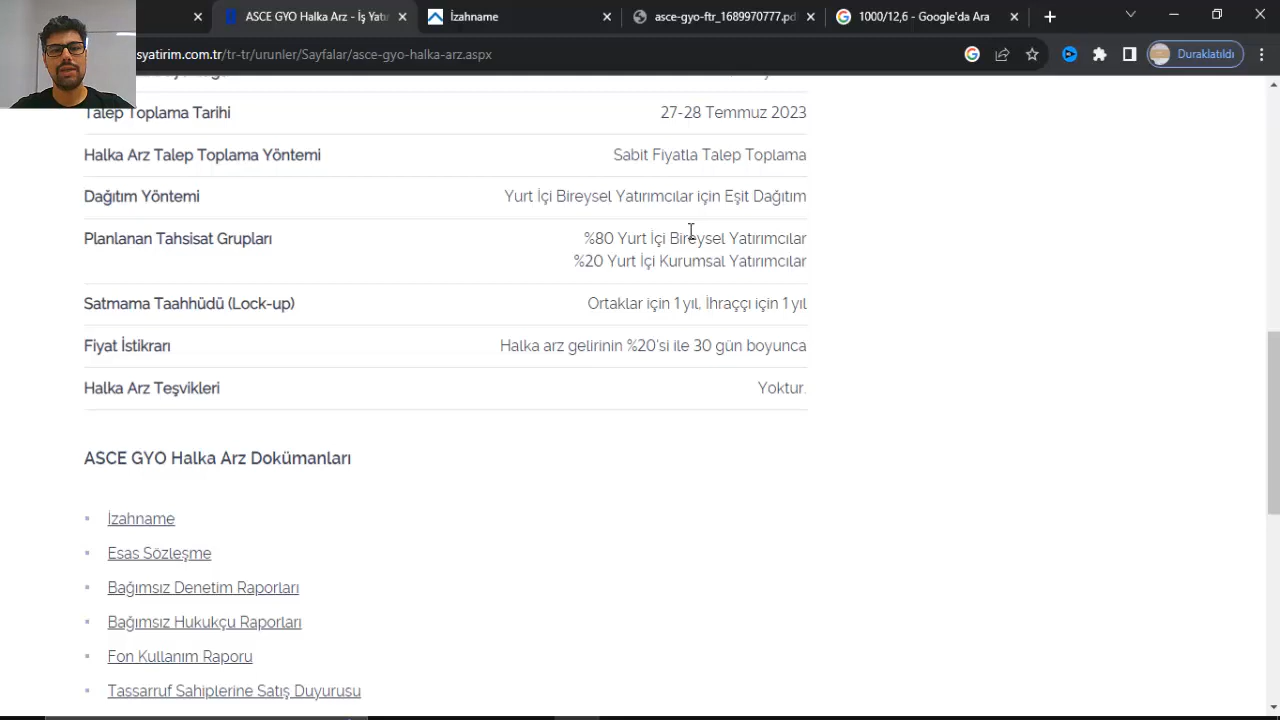 ASCE GYO Halka Arz - İş Yatır
İzahname
asce-gyo-ftr_1689970777.pd
1000/12,6 - Google'da Ara
syatirim.com.tr/tr-tr/urunler/Sayfalar/asce-gyo-halka-arz.aspx
Duraklatıldı
Talep Toplama Tarihi 27-28 Temmuz 2023
Halka Arz Talep Toplama Yöntemi Sabit Fiyatla Talep Toplama
Dağıtım Yöntemi Yurt İçi Bireysel Yatırımcılar için Eşit Dağıtım
Planlanan Tahsisat Grupları %80 Yurt İçi Bireysel Yatırımcılar
%20 Yurt İçi Kurumsal Yatırımcılar
Satmama Taahhüdü (Lock-up) Ortaklar için 1 yıl, İhraççı için 1 yıl
Fiyat İstikrarı Halka arz gelirinin %20'si ile 30 gün boyunca
Halka Arz Teşvikleri Yoktur.
ASCE GYO Halka Arz Dokümanları
İzahname
Esas Sözleşme
Bağımsız Denetim Raporları
Bağımsız Hukukçu Raporları
Fon Kullanım Raporu
Tassarruf Sahiplerine Satış Duyurusu